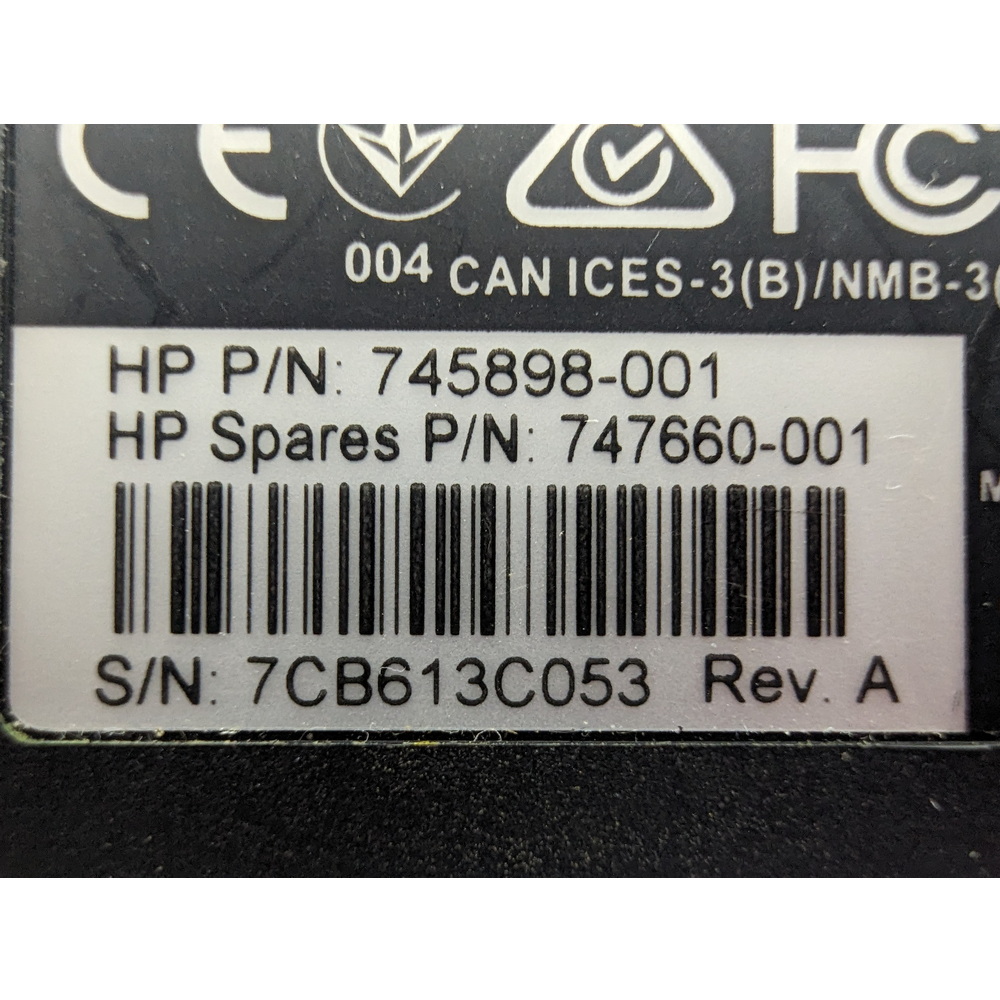 CE FC
004 CAN ICES-3(B)/NMB-3(
HP P/N: 745898-001
HP Spares P/N: 747660-001
S/N: 7CB613C053 Rev. A